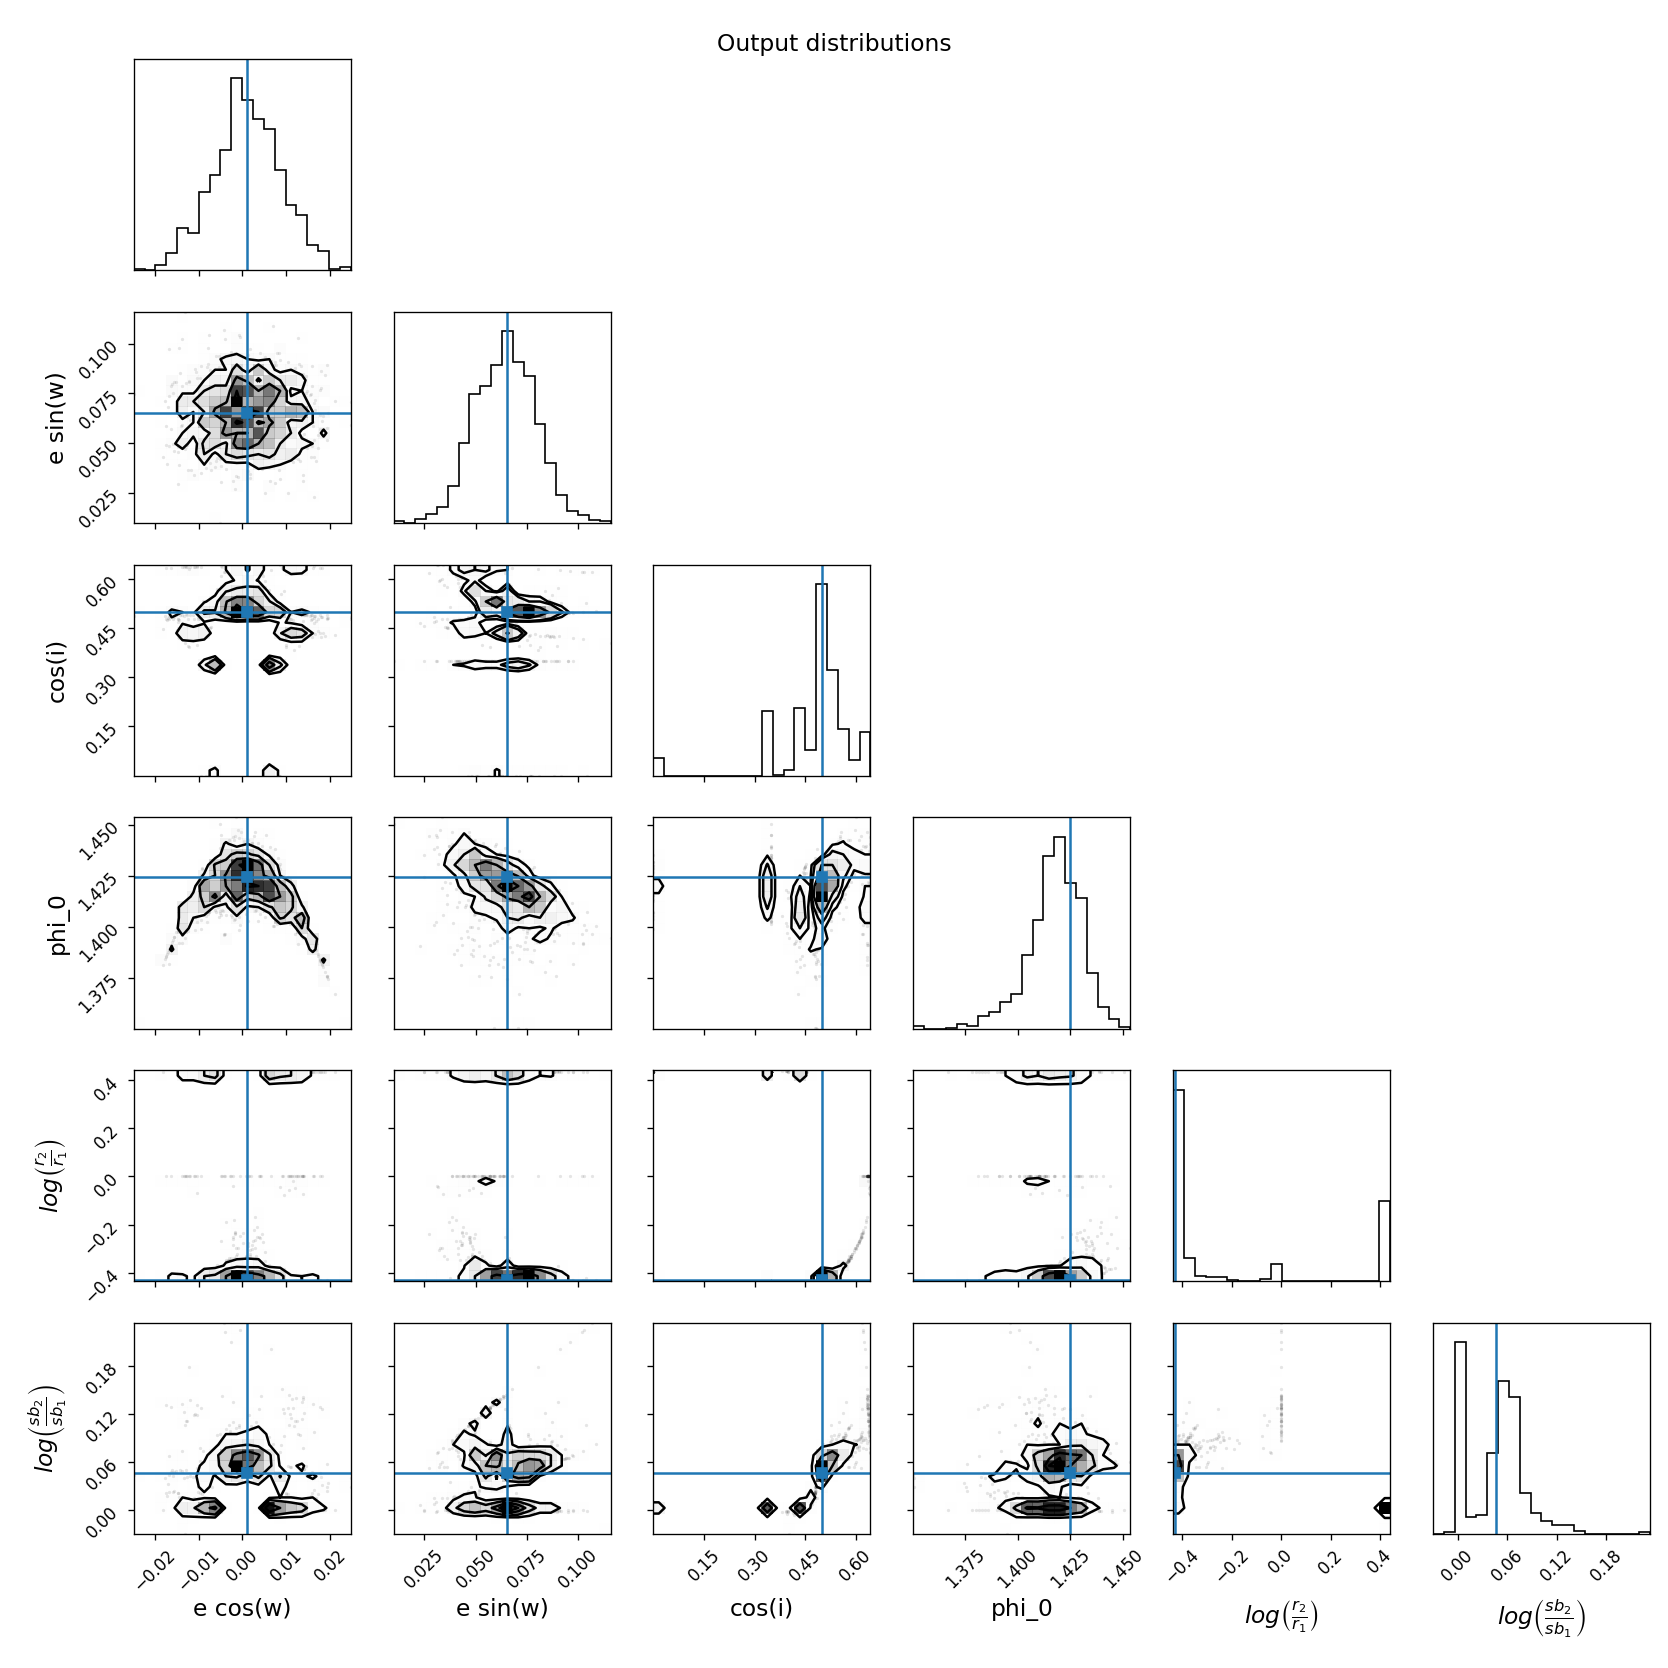 Output distributions
e sin(w)
0.100
0.075
0.050
0.025
cos(i)
0.60
0.45
0.30
0.15
phi_0
1.450
1.425
1.400
1.375
log(r₂/r₁)
0.4
0.2
0.0
−0.2
−0.4
log(sb₂/sb₁)
0.18
0.12
0.06
0.00
−0.02 −0.01 0.00 0.01 0.02
0.025 0.050 0.075 0.100
0.15 0.30 0.45 0.60
1.375 1.400 1.425 1.450
−0.4 −0.2 0.0 0.2 0.4
0.00 0.06 0.12 0.18
e cos(w)
e sin(w)
cos(i)
phi_0
log(r₂/r₁)
log(sb₂/sb₁)